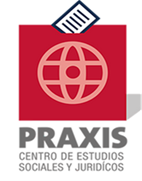 PRAXIS
CENTRO DE ESTUDIOS
SOCIALES Y JURIDÍCOS